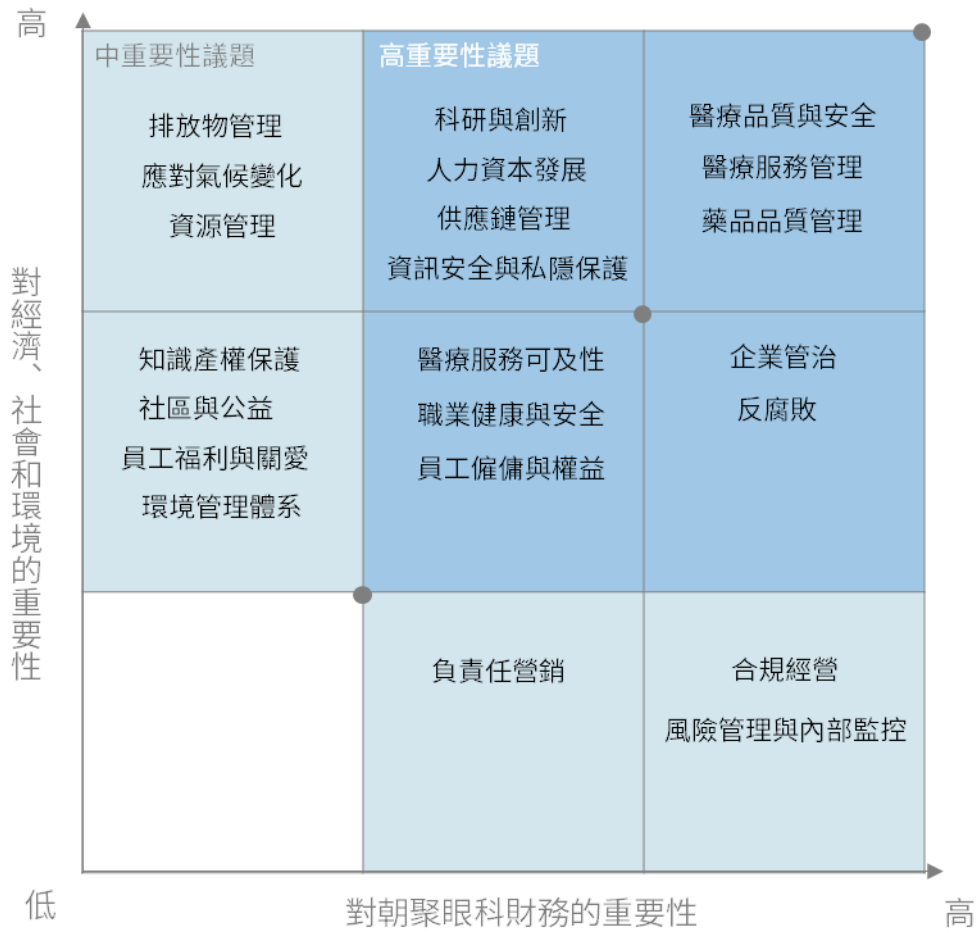 高
中重要性議題
排放物管理
應對氣候變化
資源管理
高重要性議題
科研與創新
人力資本發展
供應鏈管理
資訊安全與私隱保護
醫療品質與安全
醫療服務管理
藥品品質管理
對經濟、社會和環境的重要性
知識產權保護
社區與公益
員工福利與關愛
環境管理體系
醫療服務可及性
職業健康與安全
員工僱傭與權益
企業管治
反腐敗
負責任營銷
合規經營
風險管理與內部監控
低
對朝聚眼科財務的重要性
高